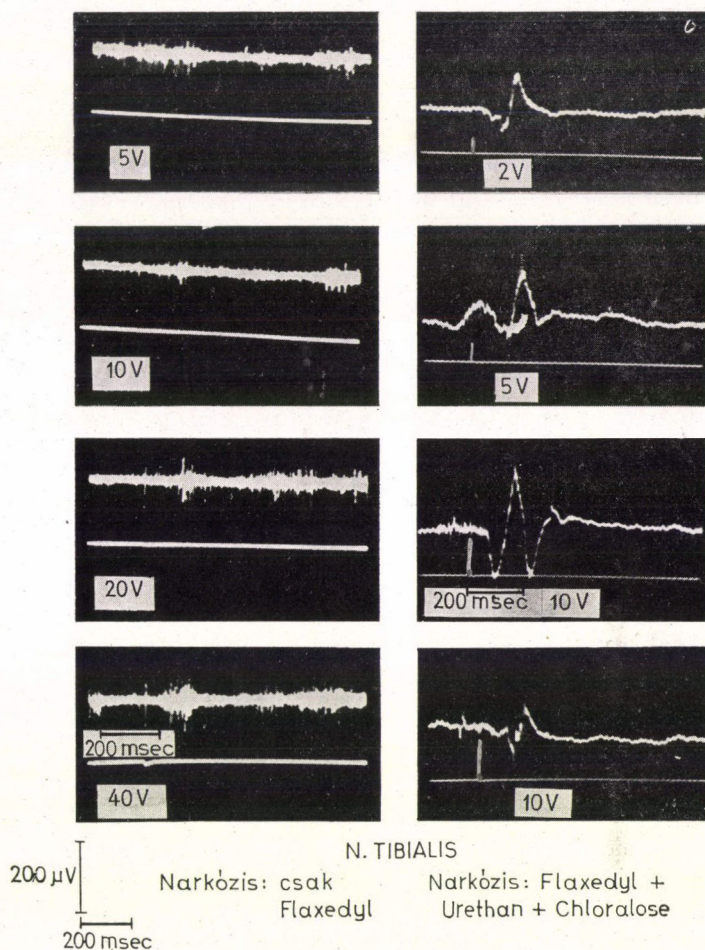 5V
2V
10V
5V
20V
200 msec 10V
200 msec
40V
10V
N. TIBIALIS
200 µV
Narkózis: csak
Flaxedyl
Narkózis: Flaxedyl +
Urethan + Chloralose
200 msec